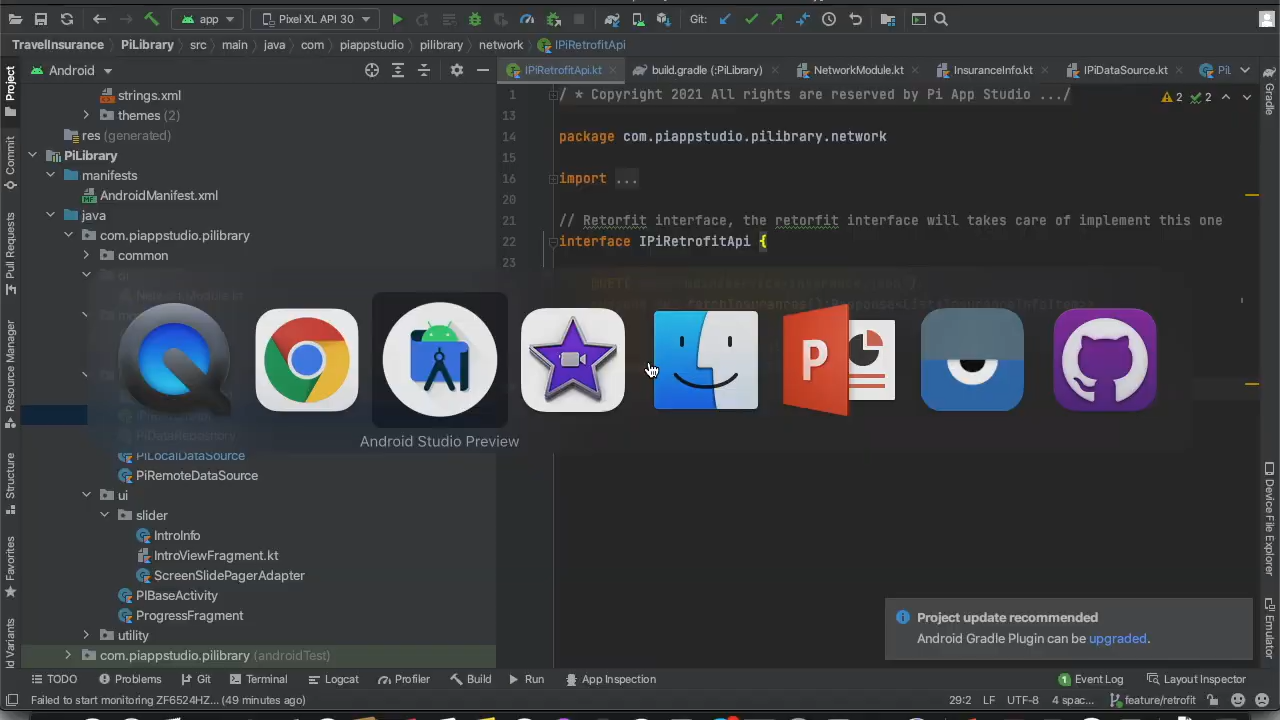 app
Pixel XL API 30
Git:
TravelInsurance
PiLibrary
src
main
java
com
piappstudio
pilibrary
network
IPiRetrofitApi
Android
IPiRetrofitApi.kt
build.gradle (:PiLibrary)
NetworkModule.kt
InsuranceInfo.kt
IPiDataSource.kt
Project
Commit
Pull Requests
Resource Manager
Structure
Favorites
strings.xml
themes (2)
res (generated)
PiLibrary
manifests
AndroidManifest.xml
java
com.piappstudio.pilibrary
common
PiDataRepository
PiLocalDataSource
PiRemoteDataSource
ui
slider
IntroInfo
IntroViewFragment.kt
ScreenSlidePagerAdapter
PIBaseActivity
ProgressFragment
utility
com.piappstudio.pilibrary (androidTest)
1 / * Copyright 2021 All rights are reserved by Pi App Studio .../
13
14 package com.piappstudio.pilibrary.network
15
16 import ...
20
21 // Retorfit interface, the retorfit interface will takes care of implement this one
22 interface IPiRetrofitApi {
23
2
2
Android Studio Preview
Gradle
Device File Explorer
Emulator
Project update recommended
Android Gradle Plugin can be upgraded.
TODO
Problems
Git
Terminal
Logcat
Profiler
Build
Run
App Inspection
1 Event Log
Layout Inspector
Failed to start monitoring ZF6524HZ... (49 minutes ago)
29:2
LF
UTF-8
4 spac...
feature/retrofit